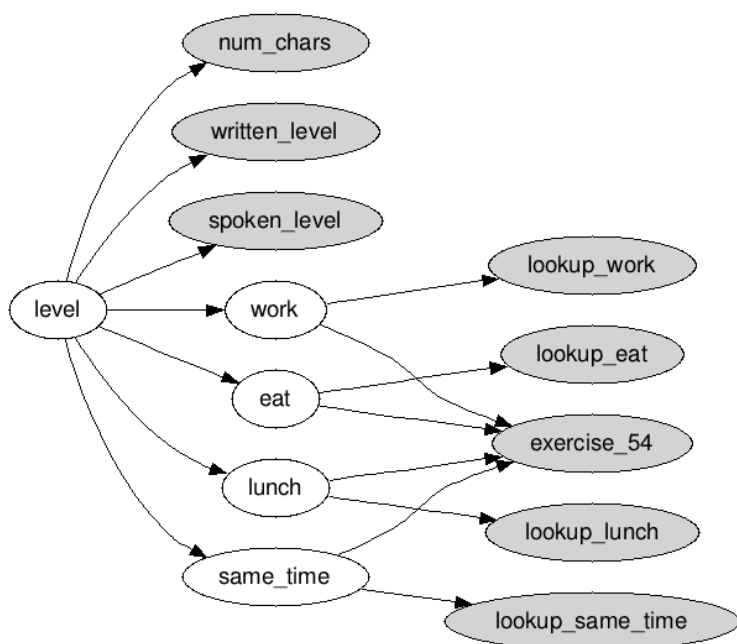 num_chars
written_level
spoken_level
level
work
eat
lunch
same_time
lookup_work
lookup_eat
exercise_54
lookup_lunch
lookup_same_time